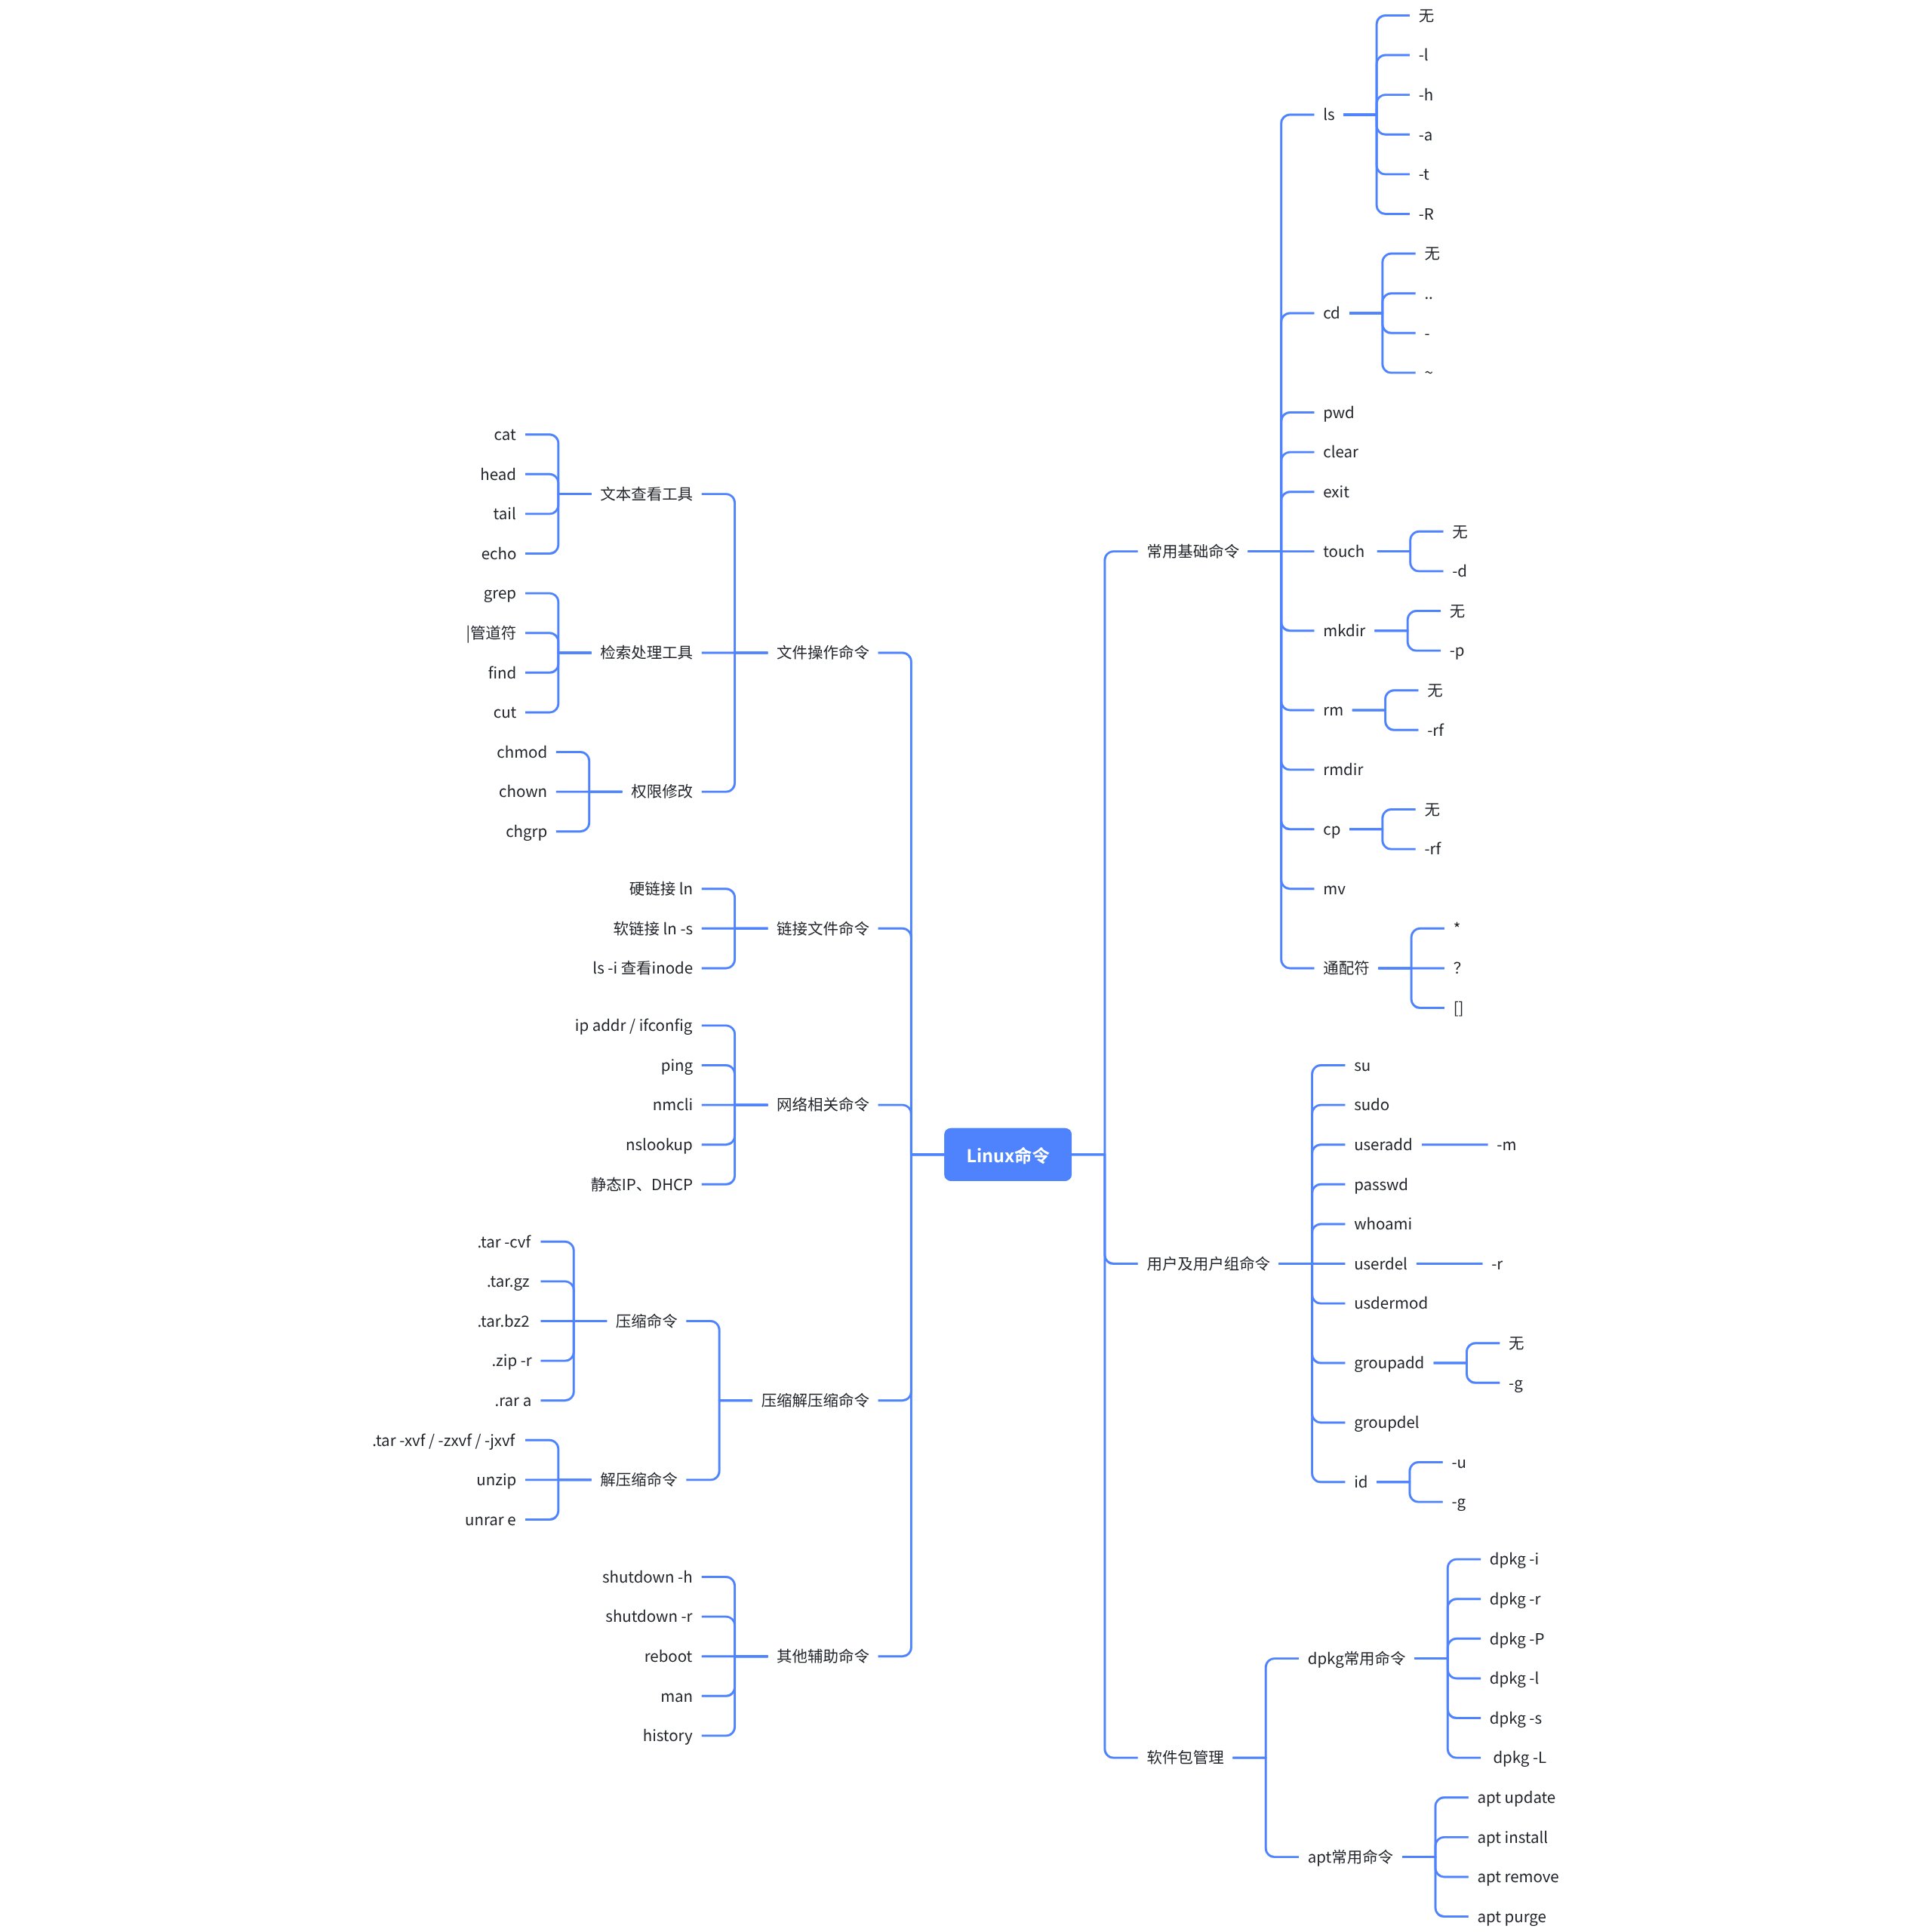 Linux命令
常用基础命令
ls
无
-l
-h
-a
-t
-R
cd
无
..
-
~
pwd
clear
exit
touch
无
-d
mkdir
无
-p
rm
无
-rf
rmdir
cp
无
-rf
mv
通配符
*
?
[]
用户及用户组命令
su
sudo
useradd
-m
passwd
whoami
userdel
-r
usdermod
groupadd
无
-g
groupdel
id
-u
-g
软件包管理
dpkg常用命令
dpkg -i
dpkg -r
dpkg -P
dpkg -l
dpkg -s
dpkg -L
apt常用命令
apt update
apt install
apt remove
apt purge
文件操作命令
文本查看工具
cat
head
tail
echo
检索处理工具
grep
|管道符
find
cut
权限修改
chmod
chown
chgrp
链接文件命令
硬链接 ln
软链接 ln -s
ls -i 查看inode
网络相关命令
ip addr / ifconfig
ping
nmcli
nslookup
静态IP、DHCP
压缩解压缩命令
压缩命令
.tar -cvf
.tar.gz
.tar.bz2
.zip -r
.rar a
解压缩命令
.tar -xvf / -zxvf / -jxvf
unzip
unrar e
其他辅助命令
shutdown -h
shutdown -r
reboot
man
history